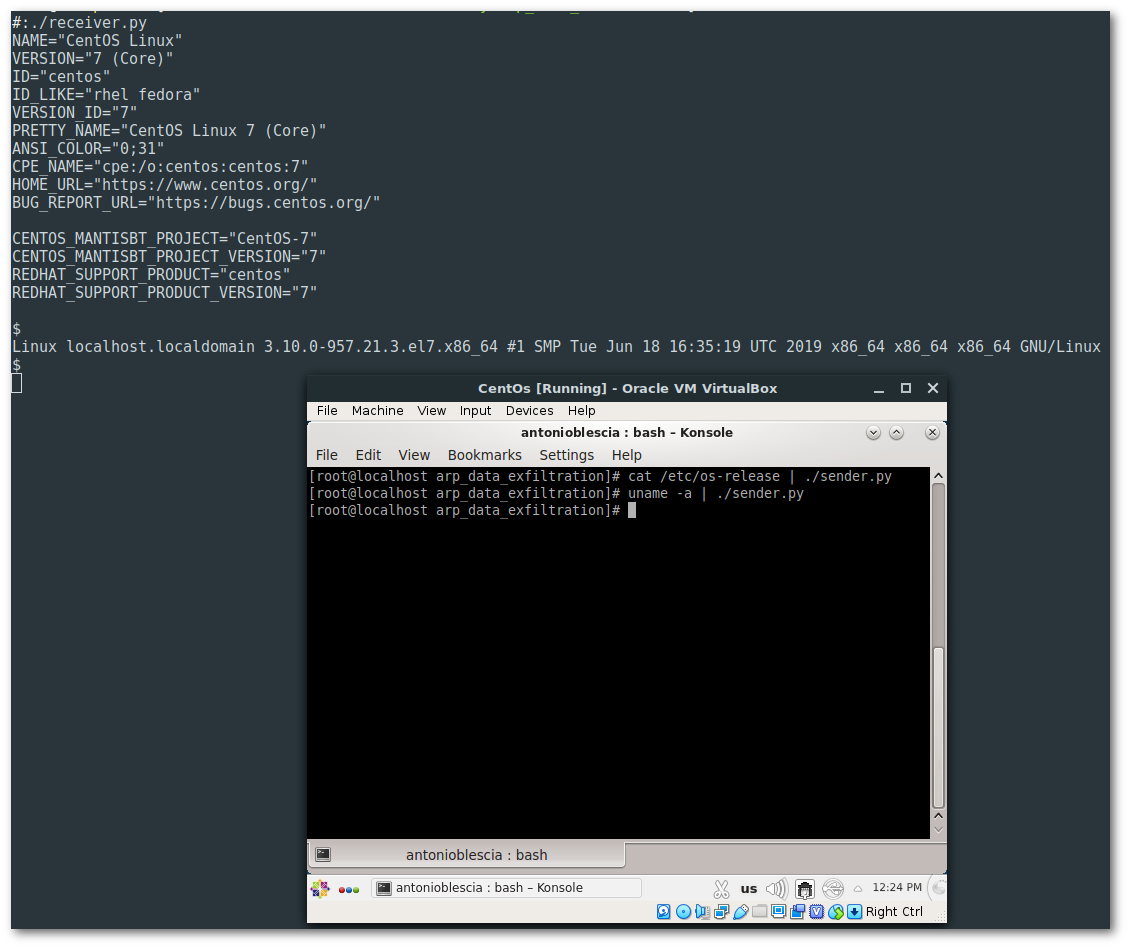 #:./receiver.py
NAME="CentOS Linux"
VERSION="7 (Core)"
ID="centos"
ID_LIKE="rhel fedora"
VERSION_ID="7"
PRETTY_NAME="CentOS Linux 7 (Core)"
ANSI_COLOR="0;31"
CPE_NAME="cpe:/o:centos:centos:7"
HOME_URL="https://www.centos.org/"
BUG_REPORT_URL="https://bugs.centos.org/"
CENTOS_MANTISBT_PROJECT="CentOS-7"
CENTOS_MANTISBT_PROJECT_VERSION="7"
REDHAT_SUPPORT_PRODUCT="centos"
REDHAT_SUPPORT_PRODUCT_VERSION="7"
$
Linux localhost.localdomain 3.10.0-957.21.3.el7.x86_64 #1 SMP Tue Jun 18 16:35:19 UTC 2019 x86_64 x86_64 x86_64 GNU/Linux
$
CentOs [Running] - Oracle VM VirtualBox
File Machine View Input Devices Help
antonioblescia : bash – Konsole
File Edit View Bookmarks Settings Help
[root@localhost arp_data_exfiltration]# cat /etc/os-release | ./sender.py
[root@localhost arp_data_exfiltration]# uname -a | ./sender.py
[root@localhost arp_data_exfiltration]#
antonioblescia : bash
antonioblescia : bash – Konsole us 12:24 PM
Right Ctrl